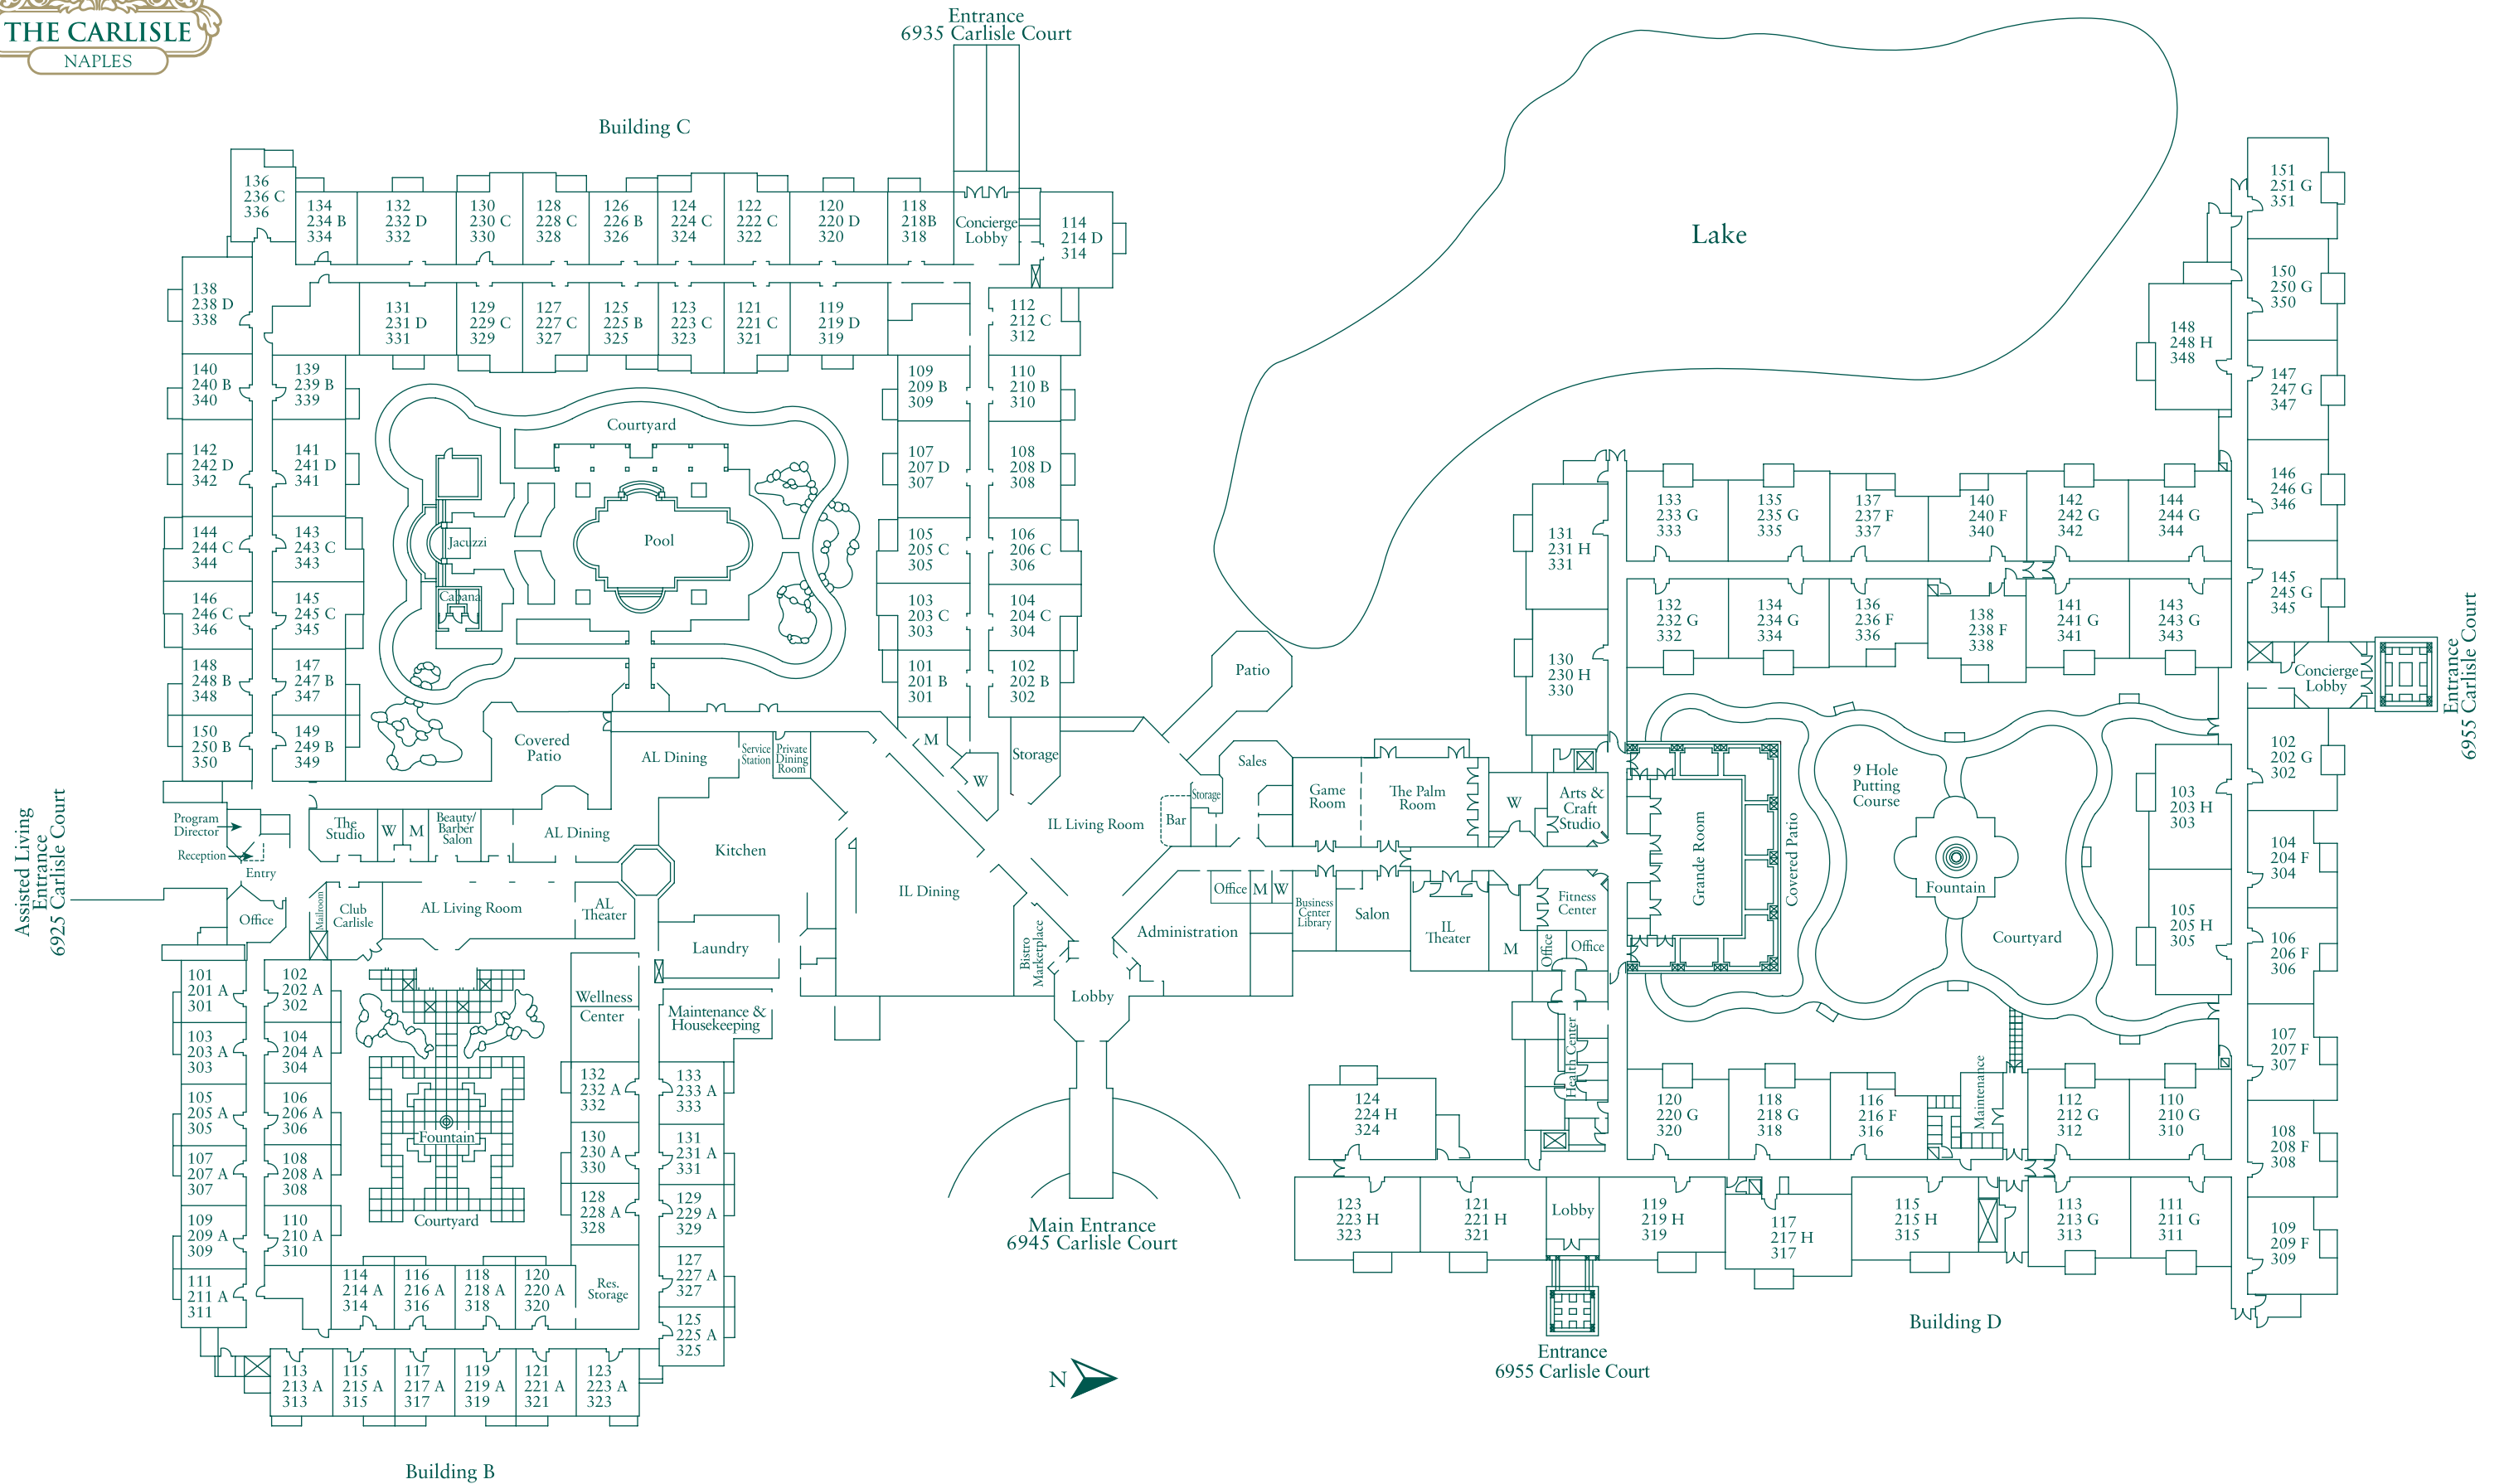 THE CARLISLE
NAPLES
Entrance
6935 Carlisle Court
Building C
136
236 C
336
134
234 B
334
132
232 D
332
130
230 C
330
128
228 C
328
126
226 B
326
124
224 C
324
122
222 C
322
120
220 D
320
118
218B
318
Concierge
Lobby
114
214 D
314
138
238 D
338
131
231 D
331
129
229 C
329
127
227 C
327
125
225 B
325
123
223 C
323
121
221 C
321
119
219 D
319
112
212 C
312
140
240 B
340
139
239 B
339
109
209 B
309
110
210 B
310
142
242 D
342
141
241 D
341
107
207 D
307
108
208 D
308
144
244 C
344
143
243 C
343
105
205 C
305
106
206 C
306
146
246 C
346
145
245 C
345
103
203 C
303
104
204 C
304
148
248 B
348
147
247 B
347
101
201 B
301
102
202 B
302
150
250 B
350
149
249 B
349
Courtyard
Pool
Jacuzzi
Cabana
Covered
Patio
AL Dining
Service
Station
Private
Dining
Room
M
W
Storage
Assisted Living
Entrance
6925 Carlisle Court
Program
Director
Reception
Entry
Office
The
Studio
W
M
Beauty/
Barber
Salon
AL Dining
Kitchen
Mailroom
Club
Carlisle
AL Living Room
AL
Theater
Laundry
IL Dining
IL Living Room
Bar
Storage
Sales
Patio
Bistro
Marketplace
Lobby
Administration
Office
M
W
Business
Center
Library
Salon
IL
Theater
M
Office
Office
Fitness
Center
Game
Room
The Palm
Room
W
Arts &
Craft
Studio
Grande Room
Covered Patio
Health Center
Wellness
Center
Maintenance &
Housekeeping
101
201 A
301
102
202 A
302
103
203 A
303
104
204 A
304
105
205 A
305
106
206 A
306
107
207 A
307
108
208 A
308
109
209 A
309
110
210 A
310
111
211 A
311
114
214 A
314
116
216 A
316
118
218 A
318
120
220 A
320
Res.
Storage
132
232 A
332
133
233 A
333
130
230 A
330
131
231 A
331
128
228 A
328
129
229 A
329
127
227 A
327
125
225 A
325
113
213 A
313
115
215 A
315
117
217 A
317
119
219 A
319
121
221 A
321
123
223 A
323
Fountain
Courtyard
Building B
Main Entrance
6945 Carlisle Court
N
Lake
151
251 G
351
150
250 G
350
148
248 H
348
147
247 G
347
146
246 G
346
145
245 G
345
131
231 H
331
133
233 G
333
135
235 G
335
137
237 F
337
140
240 F
340
142
242 G
342
144
244 G
344
130
230 H
330
132
232 G
332
134
234 G
334
136
236 F
336
138
238 F
338
141
241 G
341
143
243 G
343
Concierge
Lobby
Entrance
6955 Carlisle Court
102
202 G
302
103
203 H
303
104
204 F
304
105
205 H
305
106
206 F
306
107
207 F
307
108
208 F
308
109
209 F
309
9 Hole
Putting
Course
Fountain
Courtyard
124
224 H
324
120
220 G
320
118
218 G
318
116
216 F
316
Maintenance
112
212 G
312
110
210 G
310
123
223 H
323
121
221 H
321
Lobby
119
219 H
319
117
217 H
317
115
215 H
315
113
213 G
313
111
211 G
311
Building D
Entrance
6955 Carlisle Court